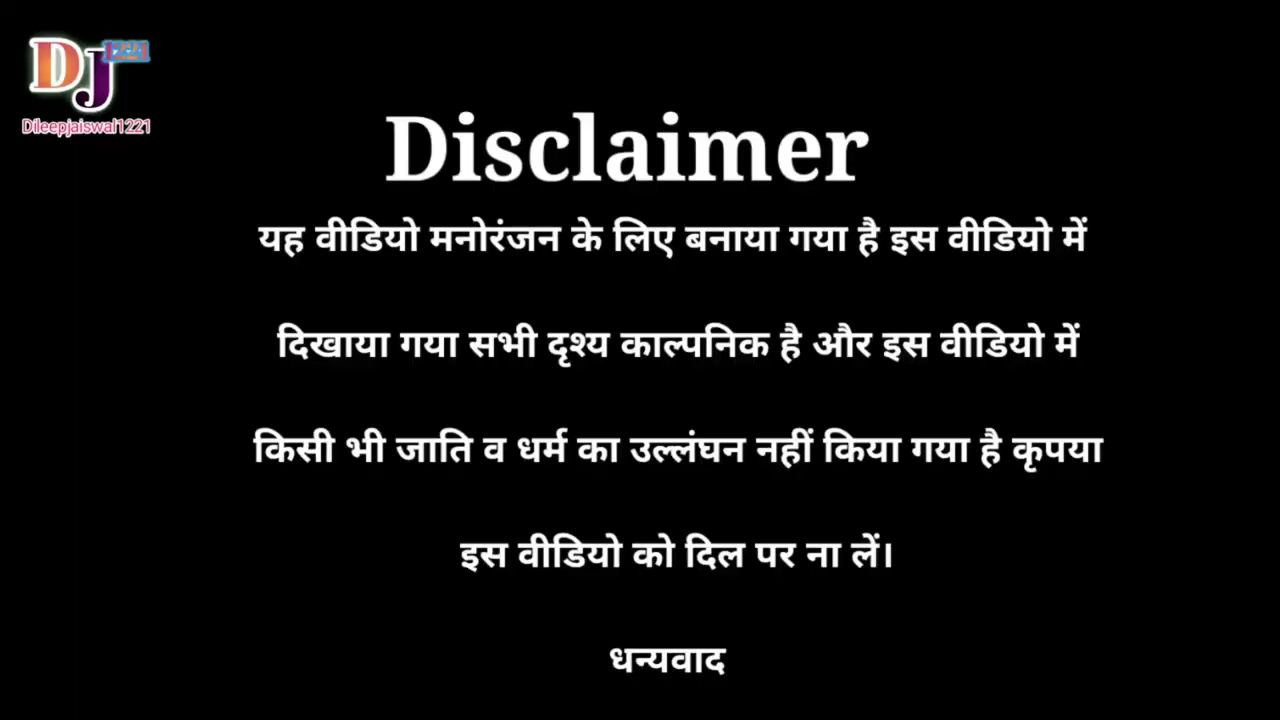 DJ 1221
Dileepjaiswal1221
Disclaimer
यह वीडियो मनोरंजन के लिए बनाया गया है इस वीडियो में
दिखाया गया सभी दृश्य काल्पनिक है और इस वीडियो में
किसी भी जाति व धर्म का उल्लंघन नहीं किया गया है कृपया
इस वीडियो को दिल पर ना लें।
धन्यवाद